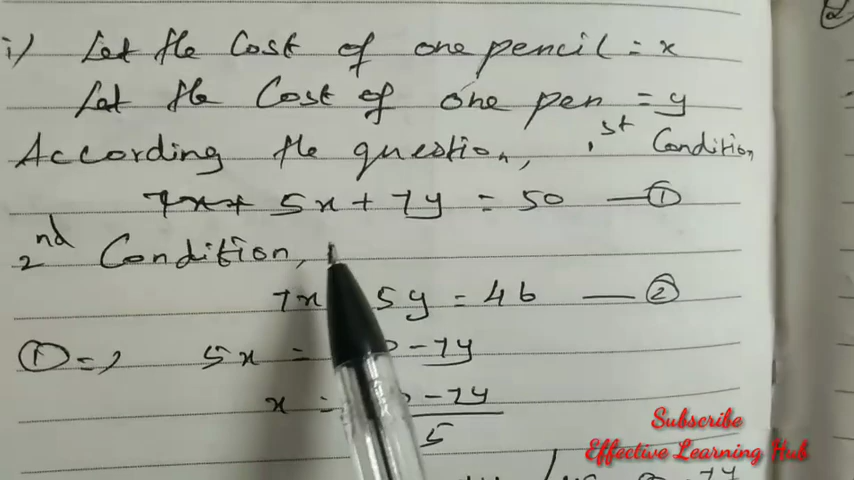 i) Let the Cost of one pencil = x
Let the Cost of one pen = y
According the question, 1st Condition
7x+ 5x + 7y = 50 — ①
2nd Condition,
7x 5y = 46 — ②
① => 5x = - 7y
x = - 7y
5
Subscribe
Effective Learning Hub